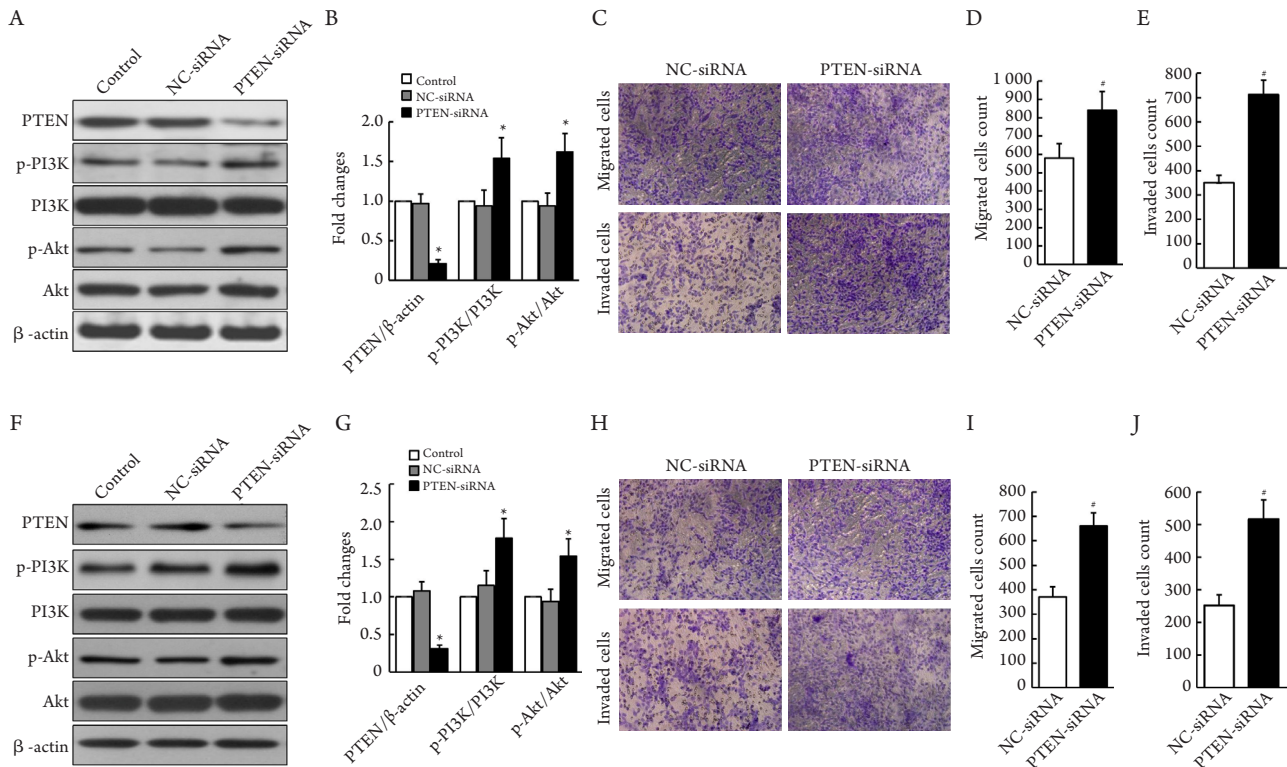 A
Control
NC-siRNA
PTEN-siRNA
PTEN
p-PI3K
PI3K
p-Akt
Akt
β -actin
B
Control
NC-siRNA
PTEN-siRNA
Fold changes
2.0
1.5
1.0
0.5
0
*
*
*
PTEN/β-actin
p-PI3K/PI3K
p-Akt/Akt
C
NC-siRNA
PTEN-siRNA
Migrated cells
Invaded cells
D
Migrated cells count
1 000
900
800
700
600
500
400
300
200
100
0
#
NC-siRNA
PTEN-siRNA
E
Invaded cells count
800
700
600
500
400
300
200
100
0
#
NC-siRNA
PTEN-siRNA
F
Control
NC-siRNA
PTEN-siRNA
PTEN
p-PI3K
PI3K
p-Akt
Akt
β -actin
G
Control
NC-siRNA
PTEN-siRNA
Fold changes
2.5
2.0
1.5
1.0
0.5
0
*
*
*
PTEN/β-actin
p-PI3K/PI3K
p-Akt/Akt
H
NC-siRNA
PTEN-siRNA
Migrated cells
Invaded cells
I
Migrated cells count
800
700
600
500
400
300
200
100
0
#
NC-siRNA
PTEN-siRNA
J
Invaded cells count
600
500
400
300
200
100
0
#
NC-siRNA
PTEN-siRNA